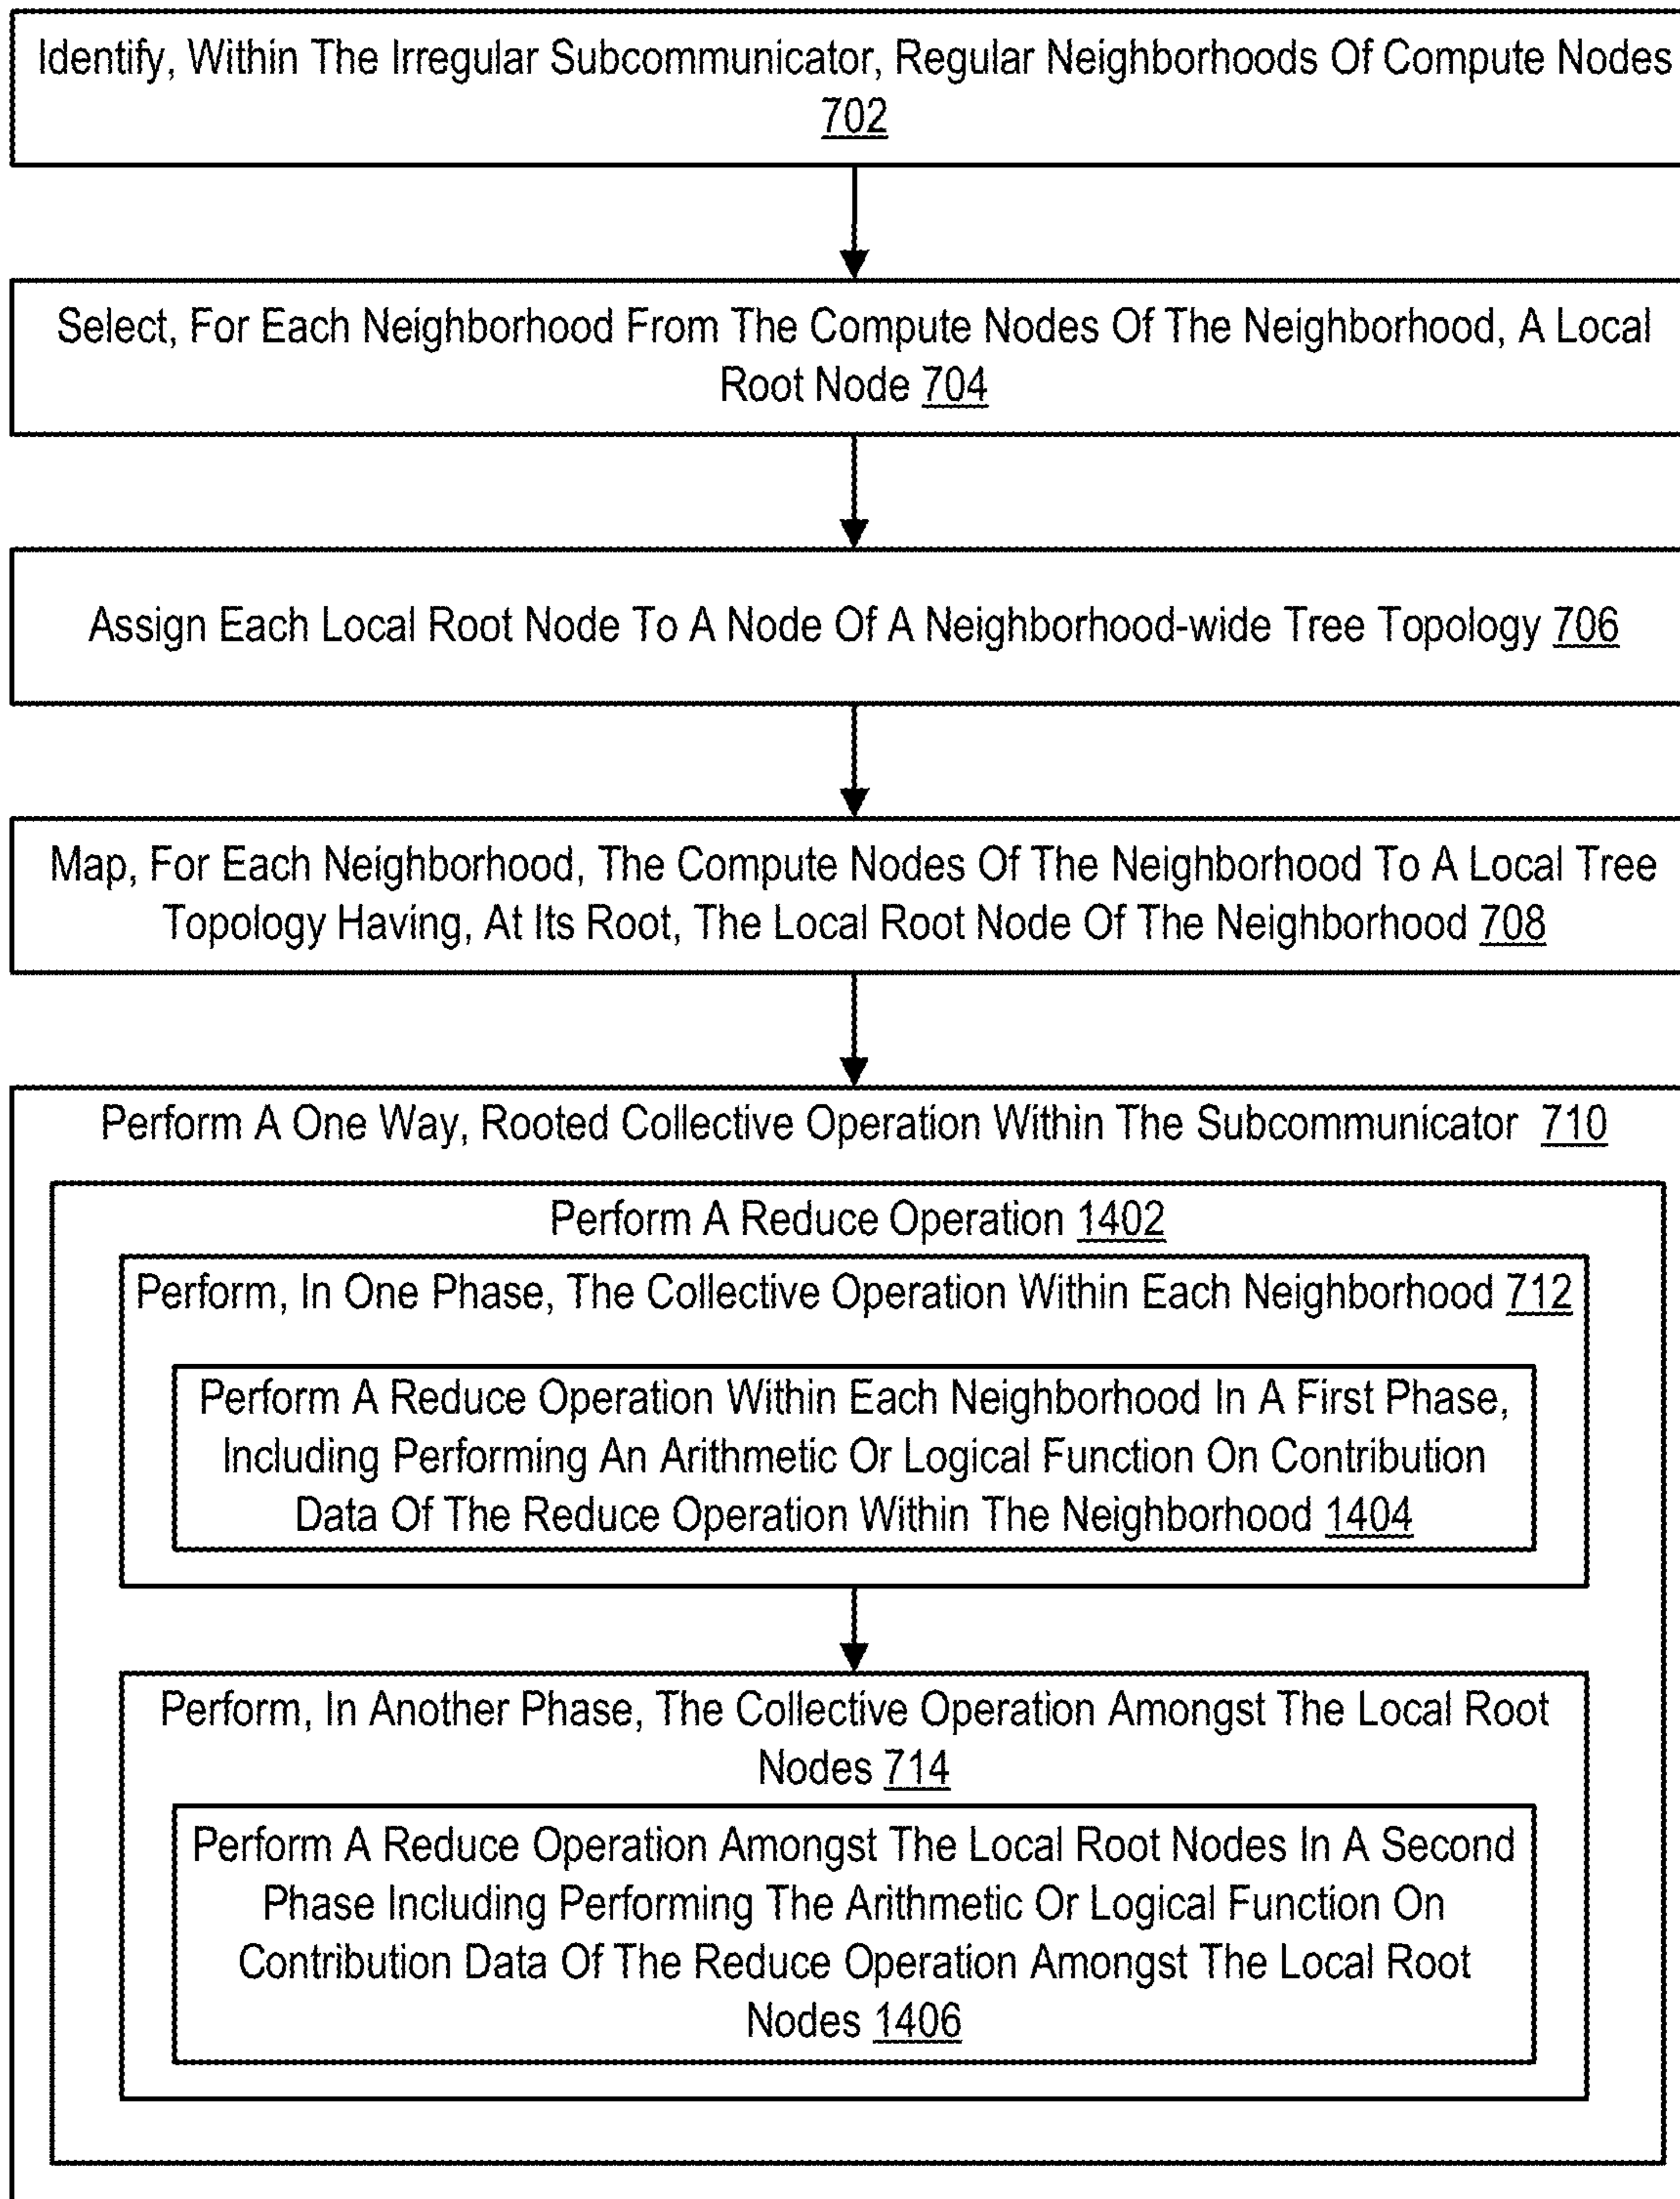 Identify, Within The Irregular Subcommunicator, Regular Neighborhoods Of Compute Nodes
702
Select, For Each Neighborhood From The Compute Nodes Of The Neighborhood, A Local
Root Node 704
Assign Each Local Root Node To A Node Of A Neighborhood-wide Tree Topology 706
Map, For Each Neighborhood, The Compute Nodes Of The Neighborhood To A Local Tree
Topology Having, At Its Root, The Local Root Node Of The Neighborhood 708
Perform A One Way, Rooted Collective Operation Within The Subcommunicator 710
Perform A Reduce Operation 1402
Perform, In One Phase, The Collective Operation Within Each Neighborhood 712
Perform A Reduce Operation Within Each Neighborhood In A First Phase,
Including Performing An Arithmetic Or Logical Function On Contribution
Data Of The Reduce Operation Within The Neighborhood 1404
Perform, In Another Phase, The Collective Operation Amongst The Local Root
Nodes 714
Perform A Reduce Operation Amongst The Local Root Nodes In A Second
Phase Including Performing The Arithmetic Or Logical Function On
Contribution Data Of The Reduce Operation Amongst The Local Root
Nodes 1406